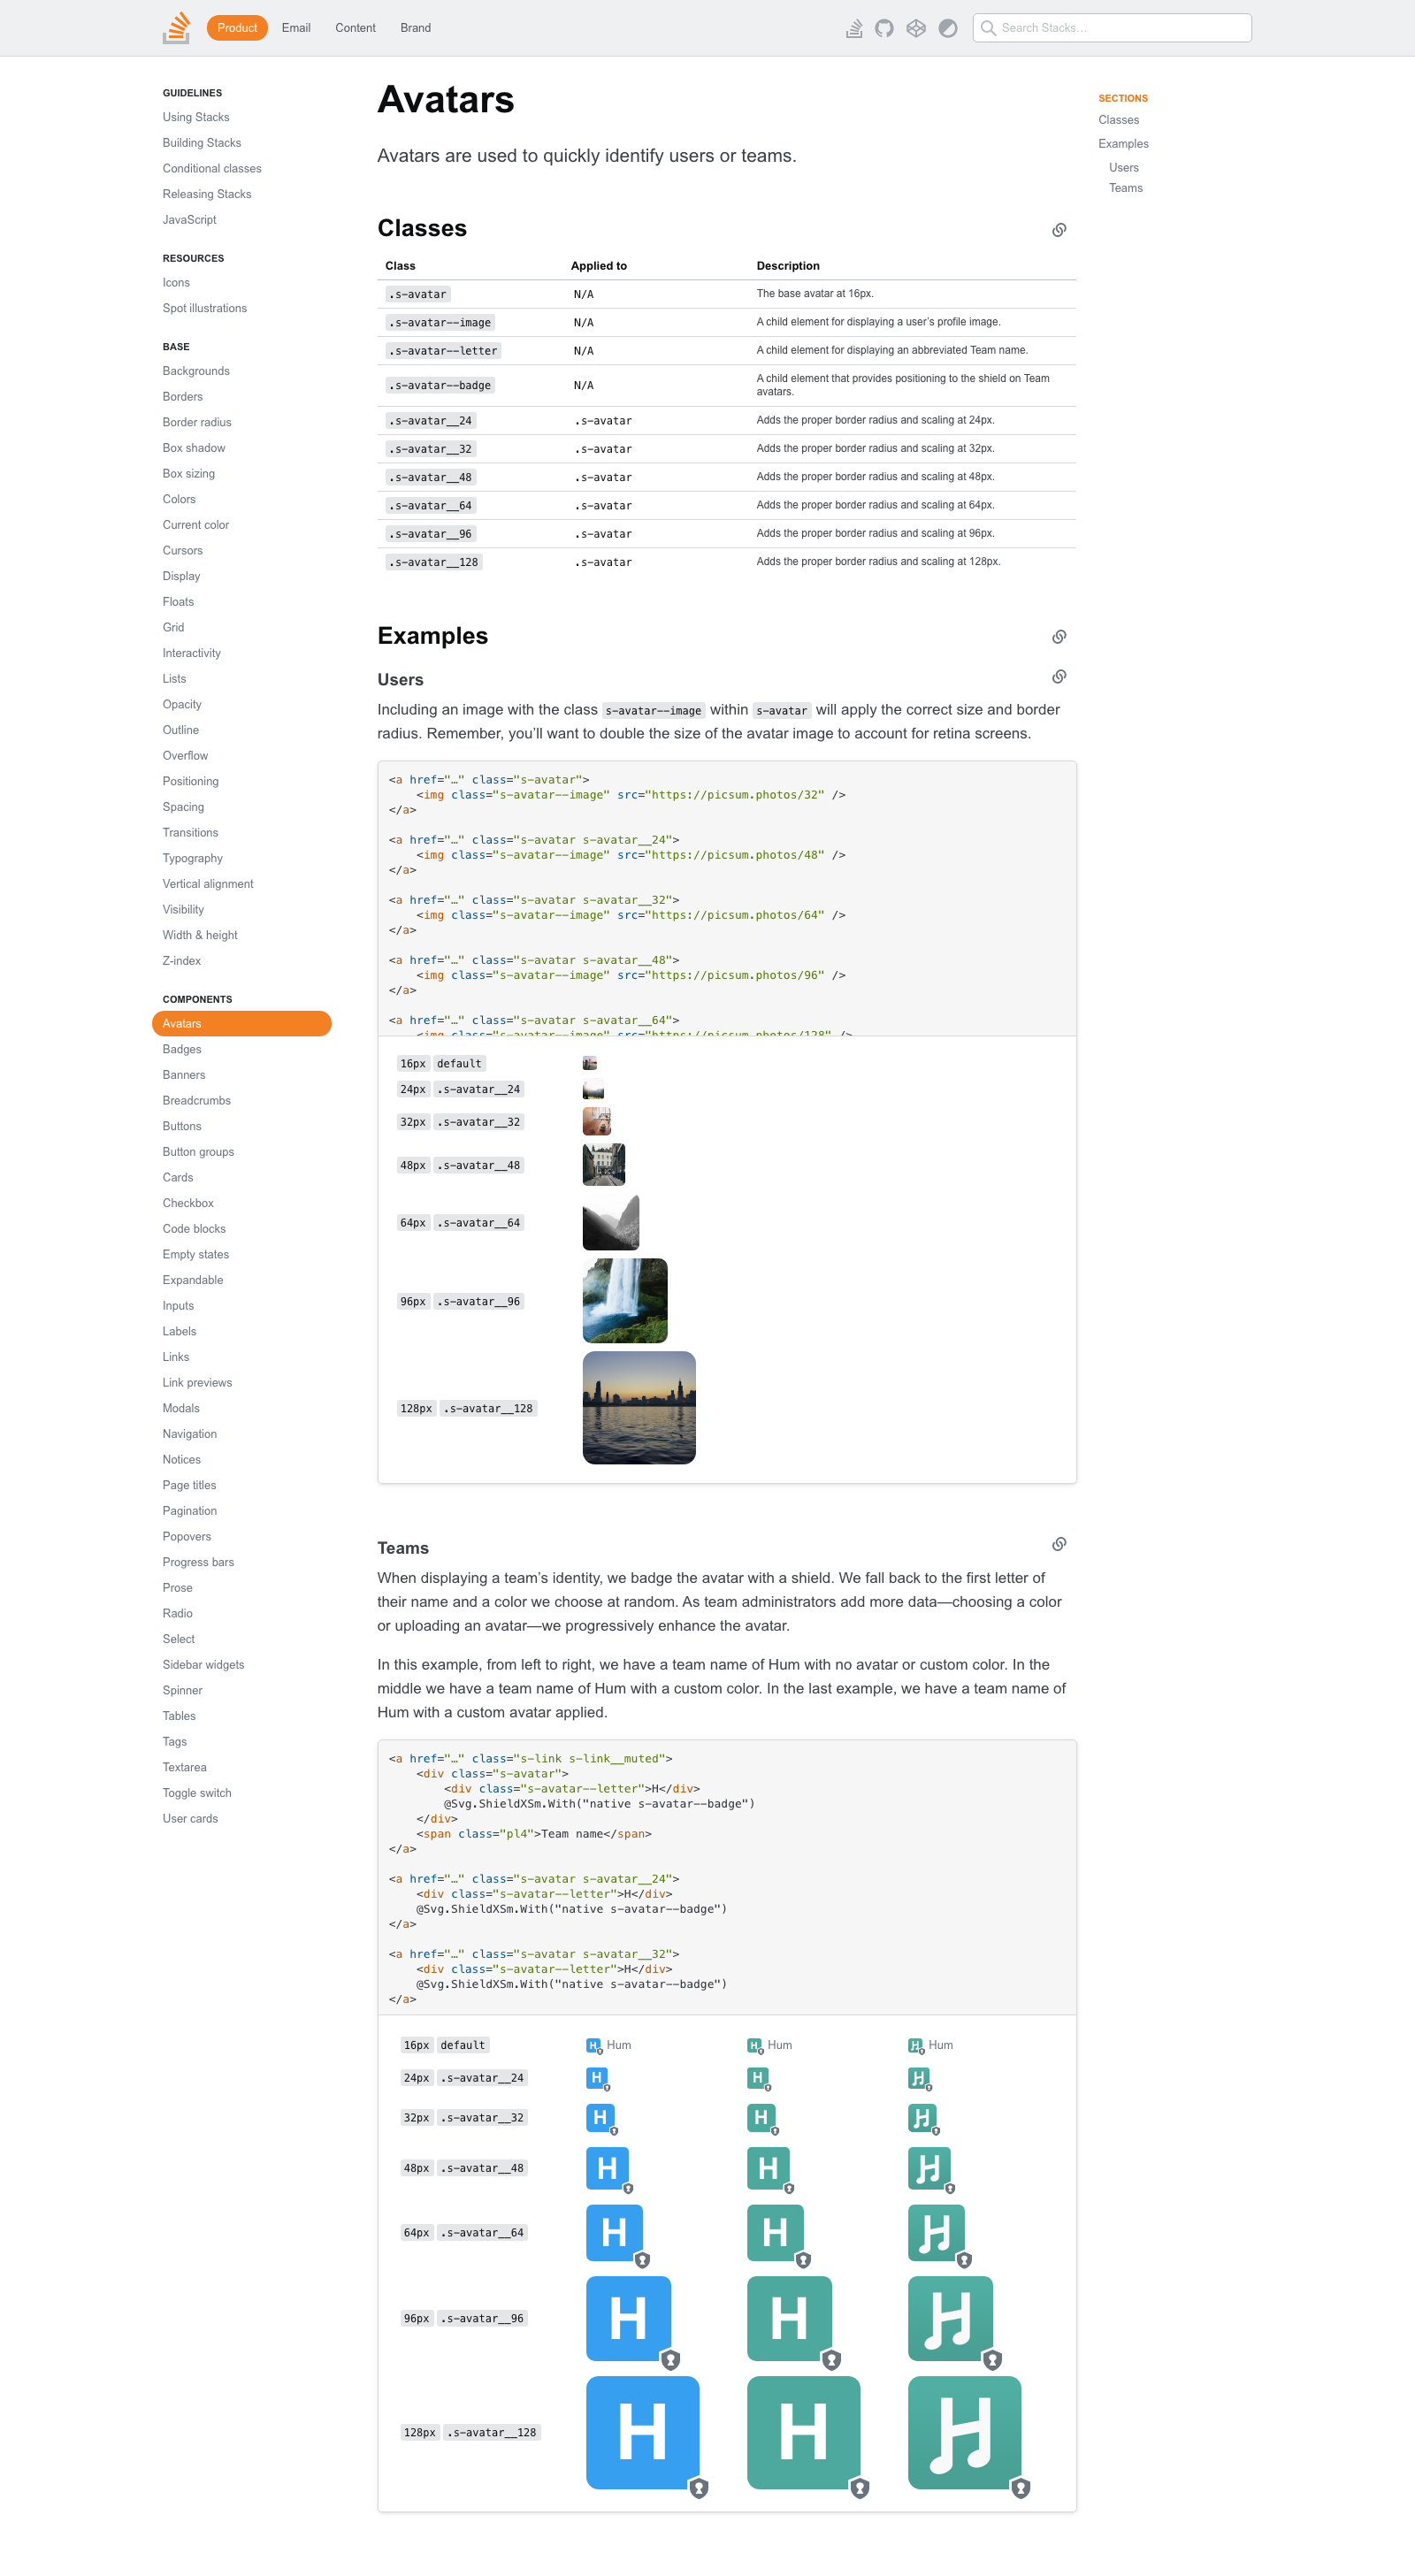 Product
Email
Content
Brand
Search Stacks…
GUIDELINES
Using Stacks
Building Stacks
Conditional classes
Releasing Stacks
JavaScript
RESOURCES
Icons
Spot illustrations
BASE
Backgrounds
Borders
Border radius
Box shadow
Box sizing
Colors
Current color
Cursors
Display
Floats
Grid
Interactivity
Lists
Opacity
Outline
Overflow
Positioning
Spacing
Transitions
Typography
Vertical alignment
Visibility
Width & height
Z-index
COMPONENTS
Avatars
Badges
Banners
Breadcrumbs
Buttons
Button groups
Cards
Checkbox
Code blocks
Empty states
Expandable
Inputs
Labels
Links
Link previews
Modals
Navigation
Notices
Page titles
Pagination
Popovers
Progress bars
Prose
Radio
Select
Sidebar widgets
Spinner
Tables
Tags
Textarea
Toggle switch
User cards
Avatars
Avatars are used to quickly identify users or teams.
Classes
Class Applied to Description
.s-avatar N/A The base avatar at 16px.
.s-avatar--image N/A A child element for displaying a user’s profile image.
.s-avatar--letter N/A A child element for displaying an abbreviated Team name.
.s-avatar--badge N/A A child element that provides positioning to the shield on Team
avatars.
.s-avatar__24 .s-avatar Adds the proper border radius and scaling at 24px.
.s-avatar__32 .s-avatar Adds the proper border radius and scaling at 32px.
.s-avatar__48 .s-avatar Adds the proper border radius and scaling at 48px.
.s-avatar__64 .s-avatar Adds the proper border radius and scaling at 64px.
.s-avatar__96 .s-avatar Adds the proper border radius and scaling at 96px.
.s-avatar__128 .s-avatar Adds the proper border radius and scaling at 128px.
Examples
Users
Including an image with the class s-avatar--image within s-avatar will apply the correct size and border
radius. Remember, you’ll want to double the size of the avatar image to account for retina screens.
<a href="…" class="s-avatar">
    <img class="s-avatar--image" src="https://picsum.photos/32" />
</a>
<a href="…" class="s-avatar s-avatar__24">
    <img class="s-avatar--image" src="https://picsum.photos/48" />
</a>
<a href="…" class="s-avatar s-avatar__32">
    <img class="s-avatar--image" src="https://picsum.photos/64" />
</a>
<a href="…" class="s-avatar s-avatar__48">
    <img class="s-avatar--image" src="https://picsum.photos/96" />
</a>
<a href="…" class="s-avatar s-avatar__64">
    <img class="s-avatar--image" src="https://picsum.photos/128" />
16px default
24px .s-avatar__24
32px .s-avatar__32
48px .s-avatar__48
64px .s-avatar__64
96px .s-avatar__96
128px .s-avatar__128
Teams
When displaying a team’s identity, we badge the avatar with a shield. We fall back to the first letter of
their name and a color we choose at random. As team administrators add more data—choosing a color
or uploading an avatar—we progressively enhance the avatar.
In this example, from left to right, we have a team name of Hum with no avatar or custom color. In the
middle we have a team name of Hum with a custom color. In the last example, we have a team name of
Hum with a custom avatar applied.
<a href="…" class="s-link s-link__muted">
    <div class="s-avatar">
        <div class="s-avatar--letter">H</div>
        @Svg.ShieldXSm.With("native s-avatar--badge")
    </div>
    <span class="pl4">Team name</span>
</a>
<a href="…" class="s-avatar s-avatar__24">
    <div class="s-avatar--letter">H</div>
    @Svg.ShieldXSm.With("native s-avatar--badge")
</a>
<a href="…" class="s-avatar s-avatar__32">
    <div class="s-avatar--letter">H</div>
    @Svg.ShieldXSm.With("native s-avatar--badge")
</a>
16px default H Hum H Hum Hum
24px .s-avatar__24 H H
32px .s-avatar__32 H H
48px .s-avatar__48 H H
64px .s-avatar__64 H H
96px .s-avatar__96 H H
128px .s-avatar__128 H H
SECTIONS
Classes
Examples
Users
Teams